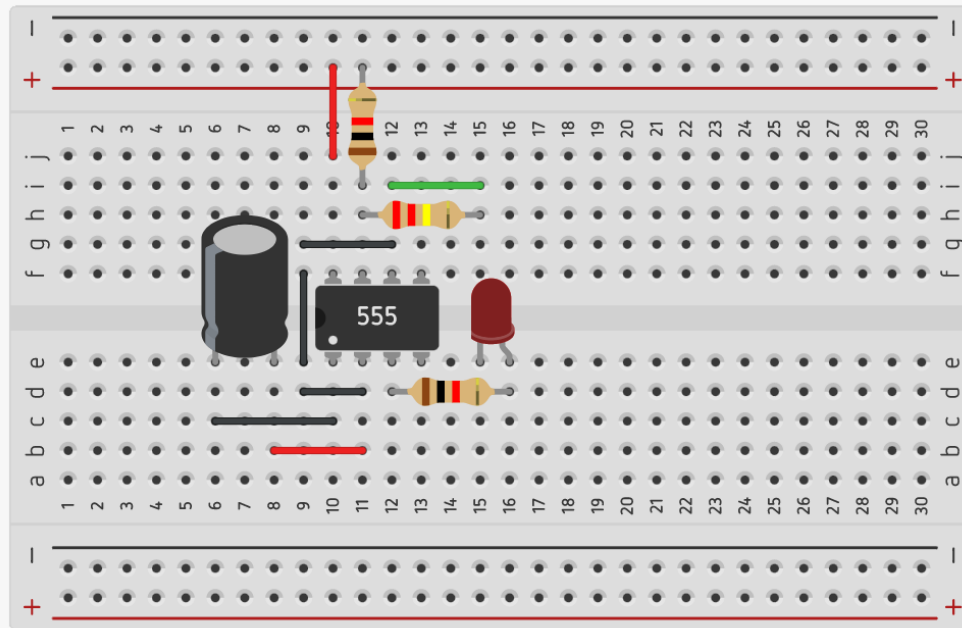 − −
+ +
1 2 3 4 5 6 7 8 9 10 11 12 13 14 15 16 17 18 19 20 21 22 23 24 25 26 27 28 29 30
j j
i i
h h
g g
f f
555
e e
d d
c c
b b
a a
1 2 3 4 5 6 7 8 9 10 11 12 13 14 15 16 17 18 19 20 21 22 23 24 25 26 27 28 29 30
− −
+ +